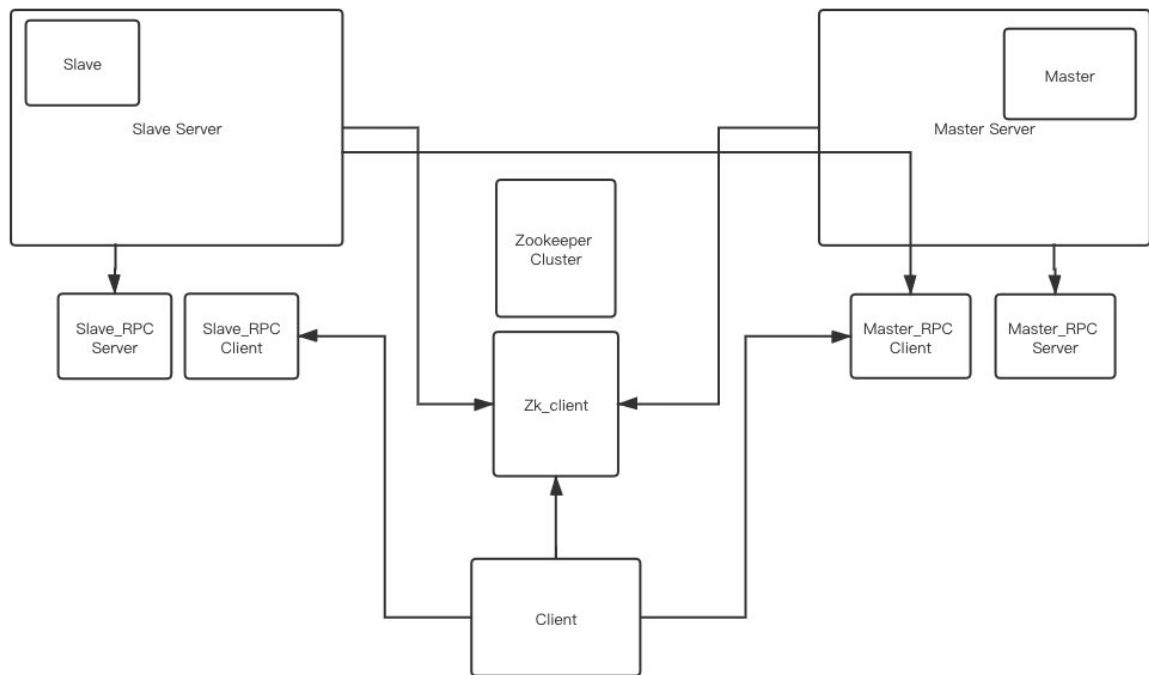 Slave
Master
Slave Server
Master Server
Zookeeper
Cluster
Slave_RPC
Server
Slave_RPC
Client
Master_RPC
Client
Master_RPC
Server
Zk_client
Client